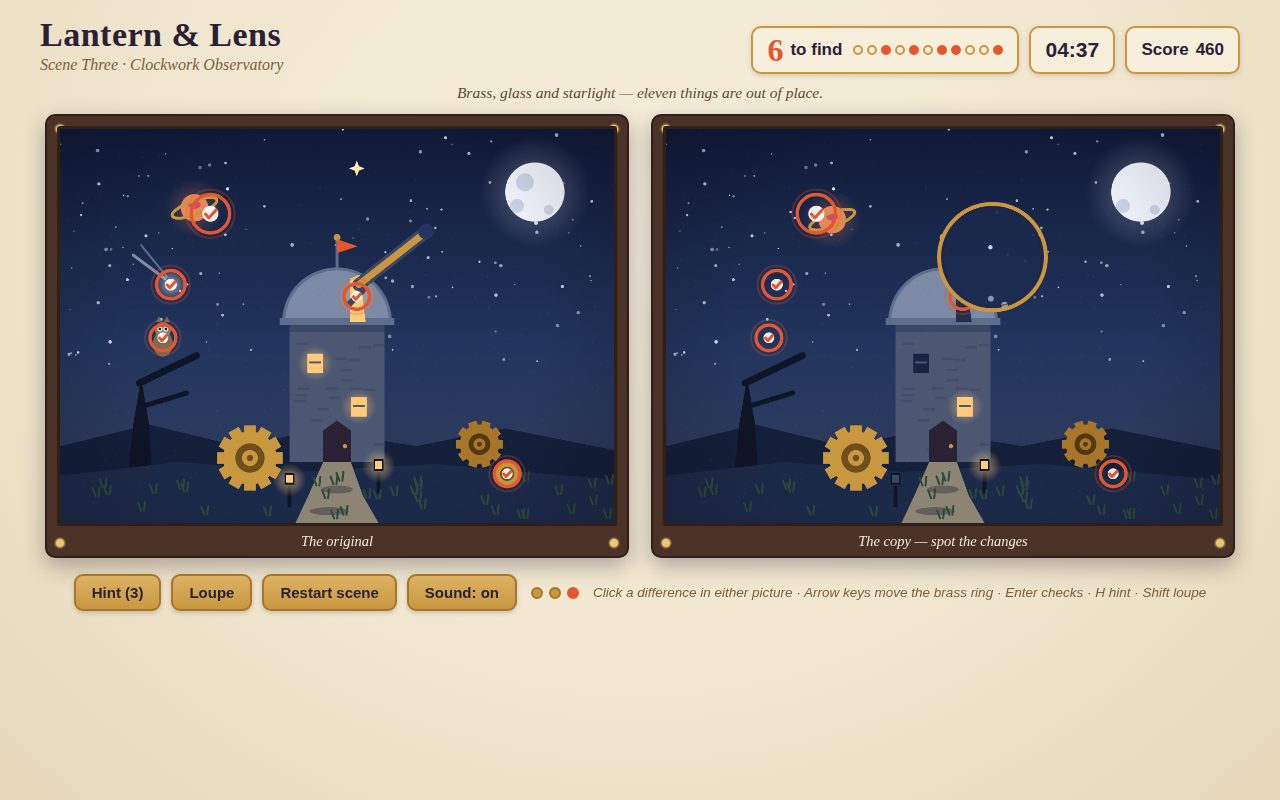 Lantern & Lens
Scene Three · Clockwork Observatory
6 to find
04:37
Score 460
Brass, glass and starlight — eleven things are out of place.
The original
The copy — spot the changes
Hint (3)
Loupe
Restart scene
Sound: on
Click a difference in either picture · Arrow keys move the brass ring · Enter checks · H hint · Shift loupe